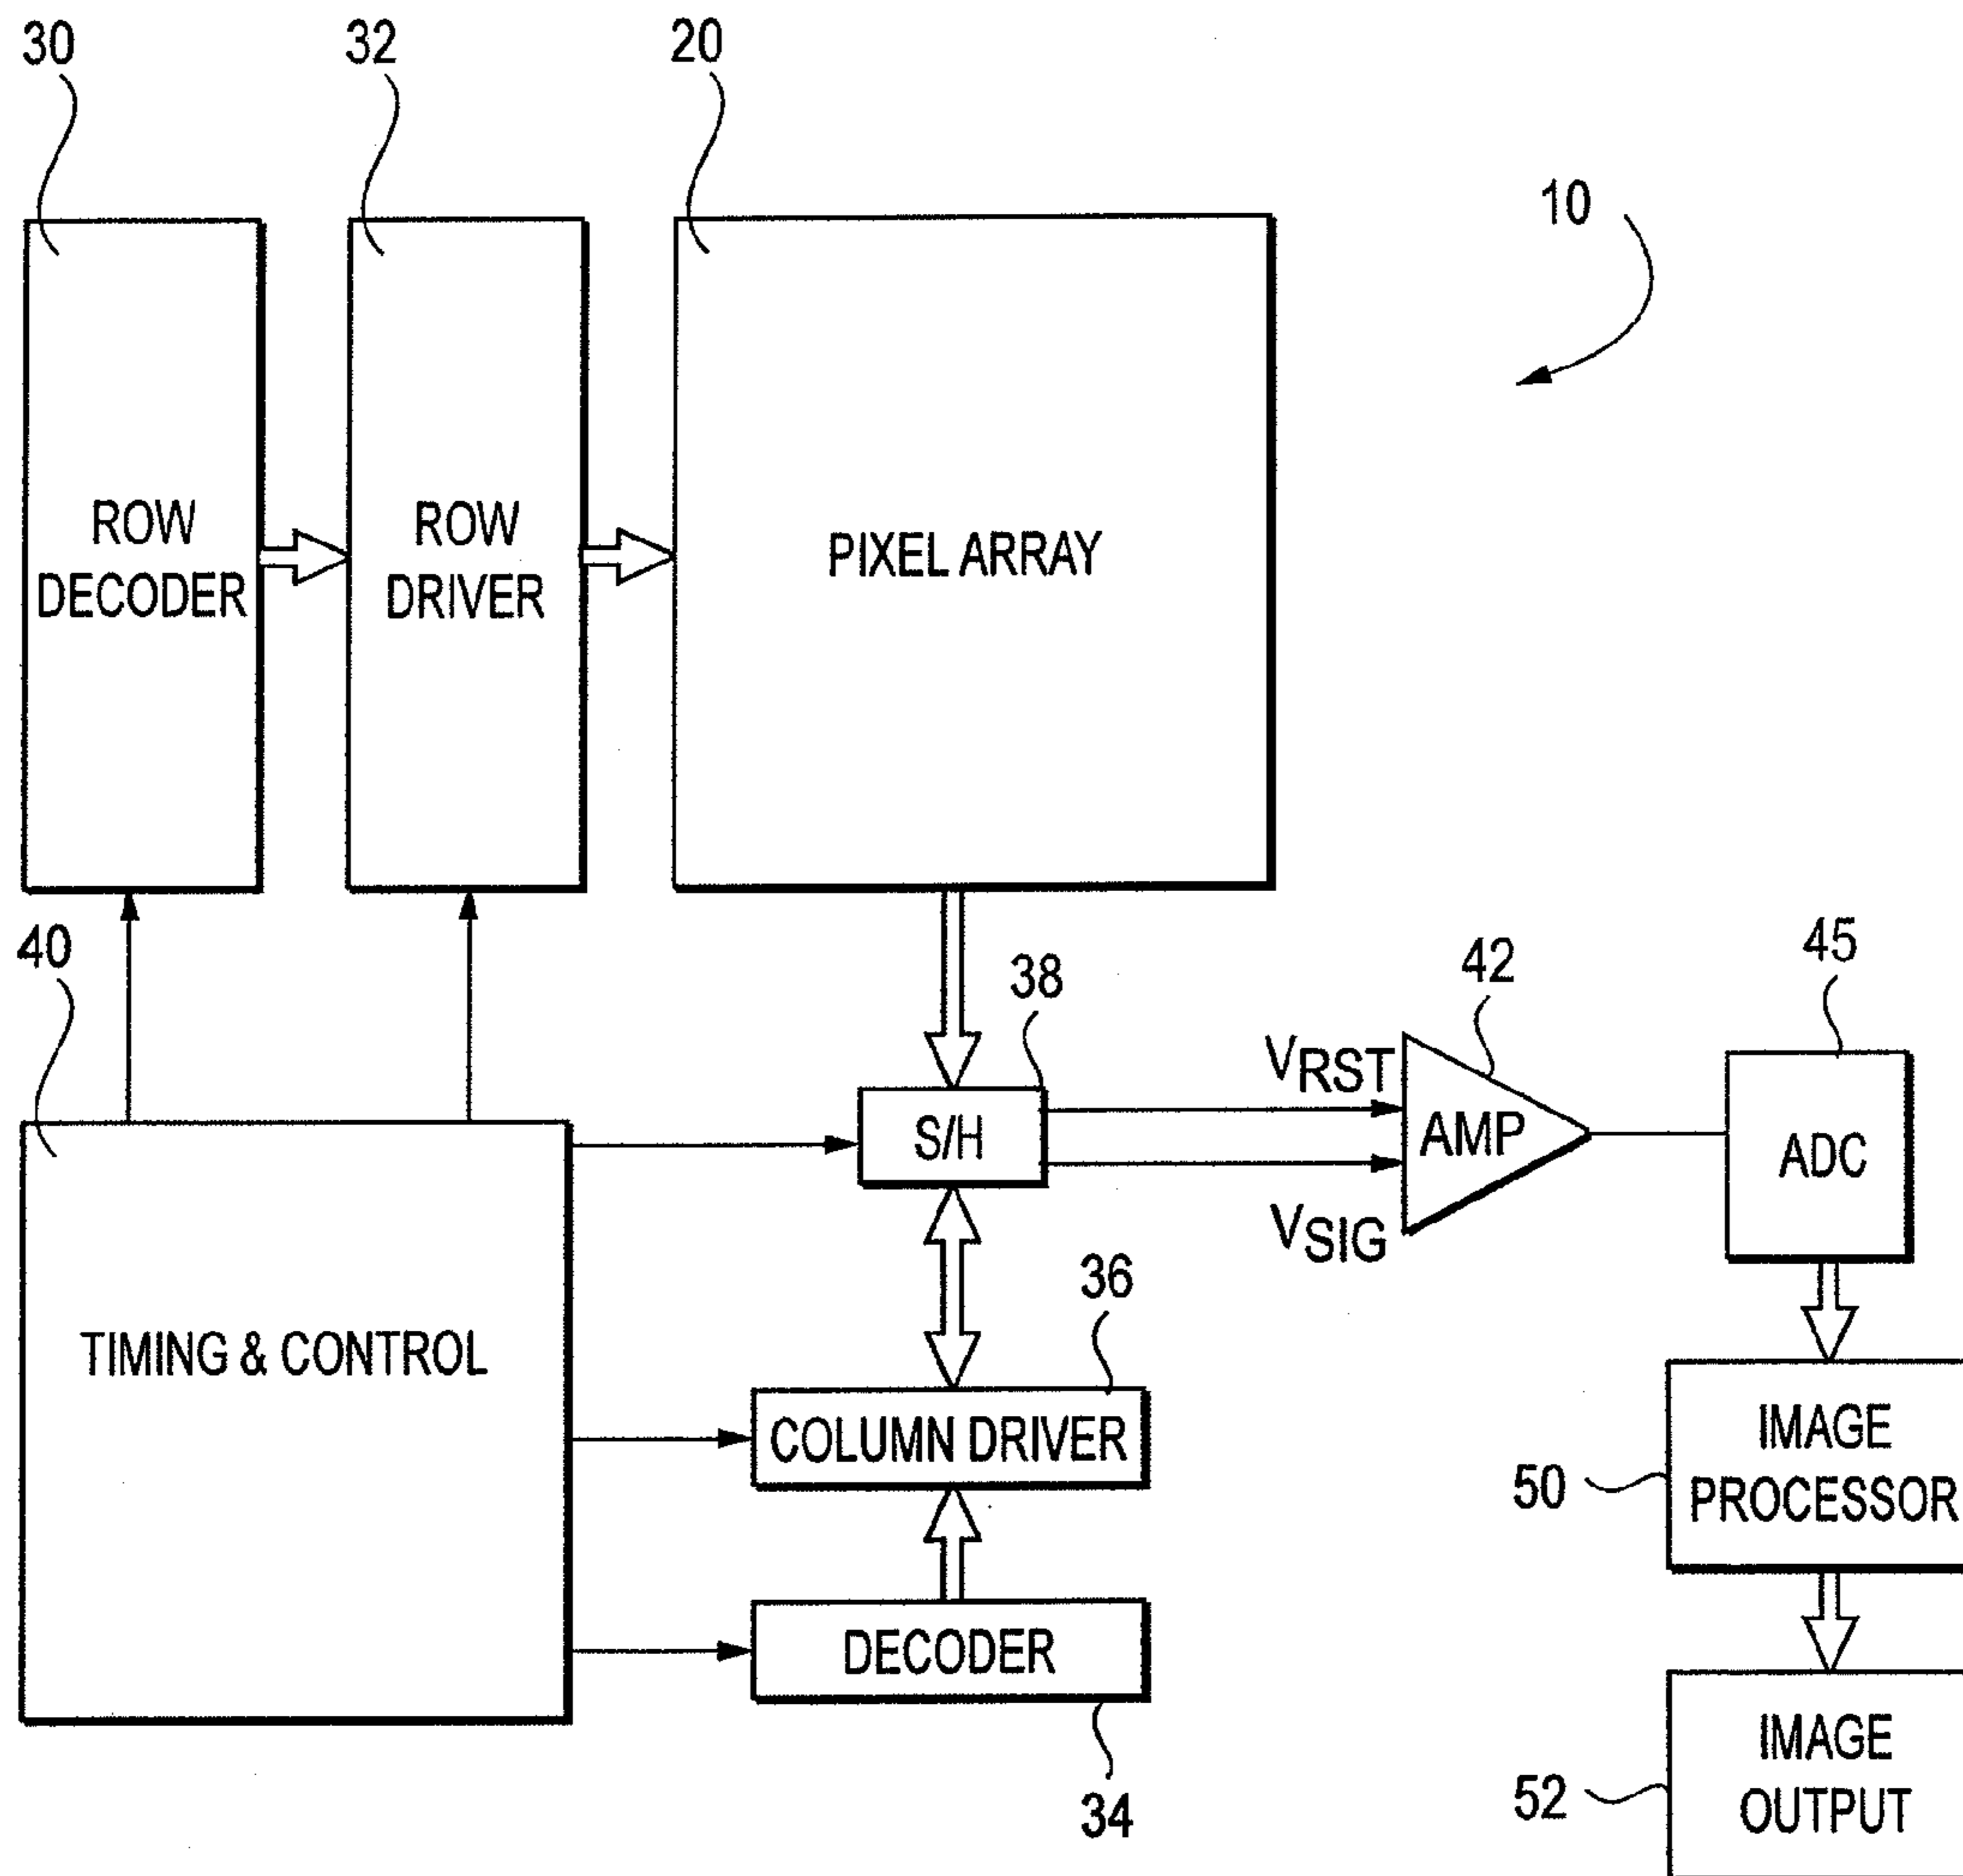 30
32
20
10
ROW
DECODER
ROW
DRIVER
PIXEL ARRAY
40
38
42
45
VRST
S/H
AMP
ADC
VSIG
36
TIMING & CONTROL
COLUMN DRIVER
IMAGE
PROCESSOR
50
DECODER
34
IMAGE
OUTPUT
52